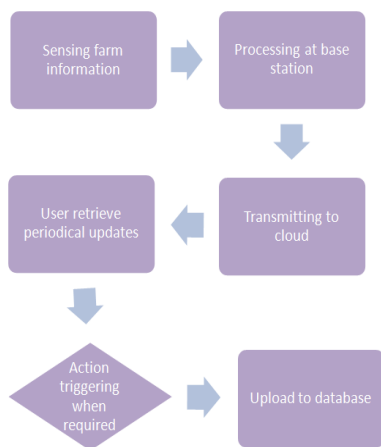 Sensing farm
information
Processing at base
station
Transmitting to
cloud
User retrieve
periodical updates
Action
triggering
when
required
Upload to database